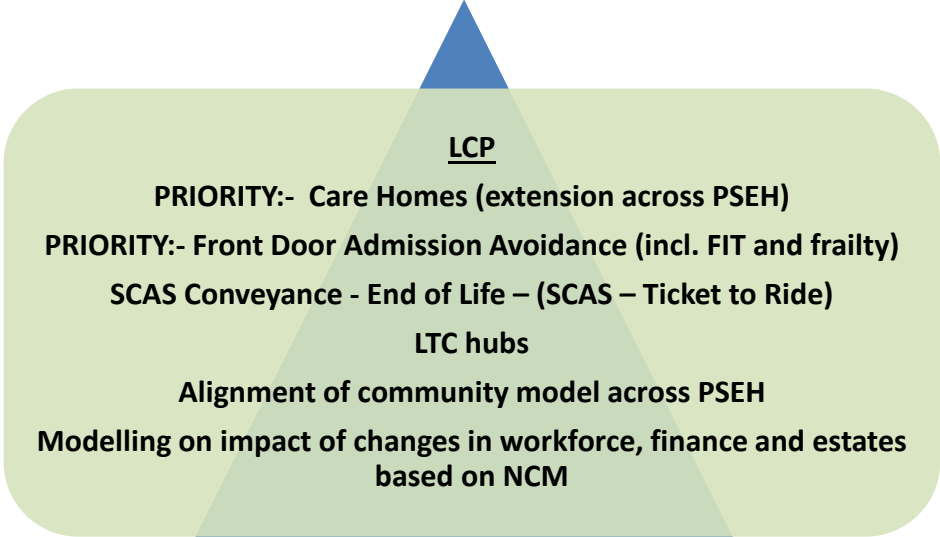 LCP
PRIORITY:-  Care Homes (extension across PSEH)
PRIORITY:- Front Door Admission Avoidance (incl. FIT and frailty)
SCAS Conveyance - End of Life – (SCAS – Ticket to Ride)
LTC hubs
Alignment of community model across PSEH
Modelling on impact of changes in workforce, finance and estates
based on NCM